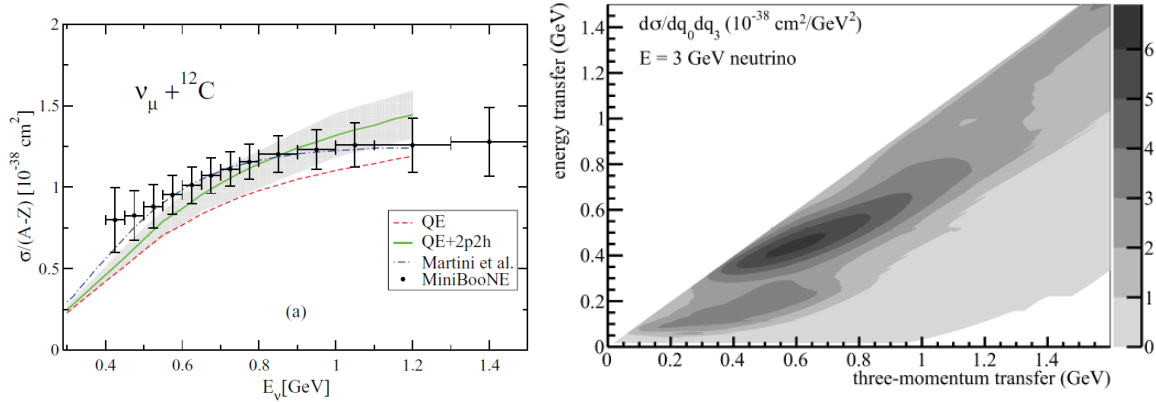 (a)
ν_μ + ¹²C
σ/(A-Z) [10⁻³⁸ cm²]
2
1.5
1
0.5
0
QE
QE+2p2h
Martini et al.
MiniBooNE
(a)
0.4 0.6 0.8 1 1.2 1.4
E_ν[GeV]
dσ/dq₀dq₃ (10⁻³⁸ cm²/GeV²)
E = 3 GeV neutrino
energy transfer (GeV)
1.4
1.2
1
0.8
0.6
0.4
0.2
0
0 0.2 0.4 0.6 0.8 1 1.2 1.4
three-momentum transfer (GeV)
6
5
4
3
2
1
0